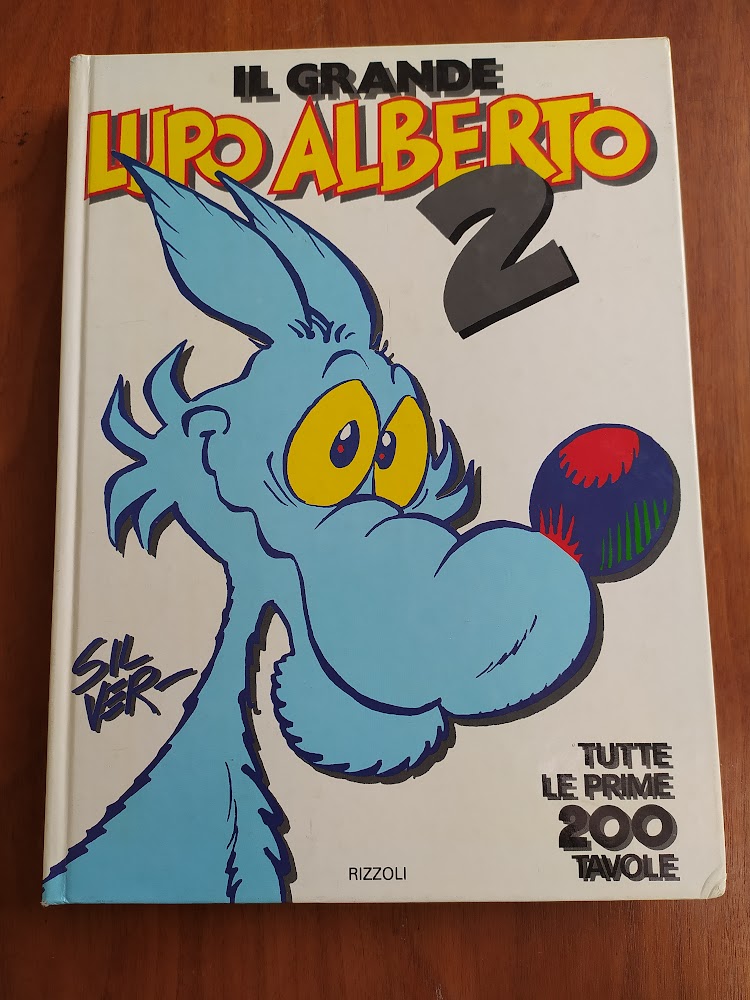 IL GRANDE
LUPO ALBERTO
2
SIL
VER
TUTTE
LE PRIME
200
TAVOLE
RIZZOLI